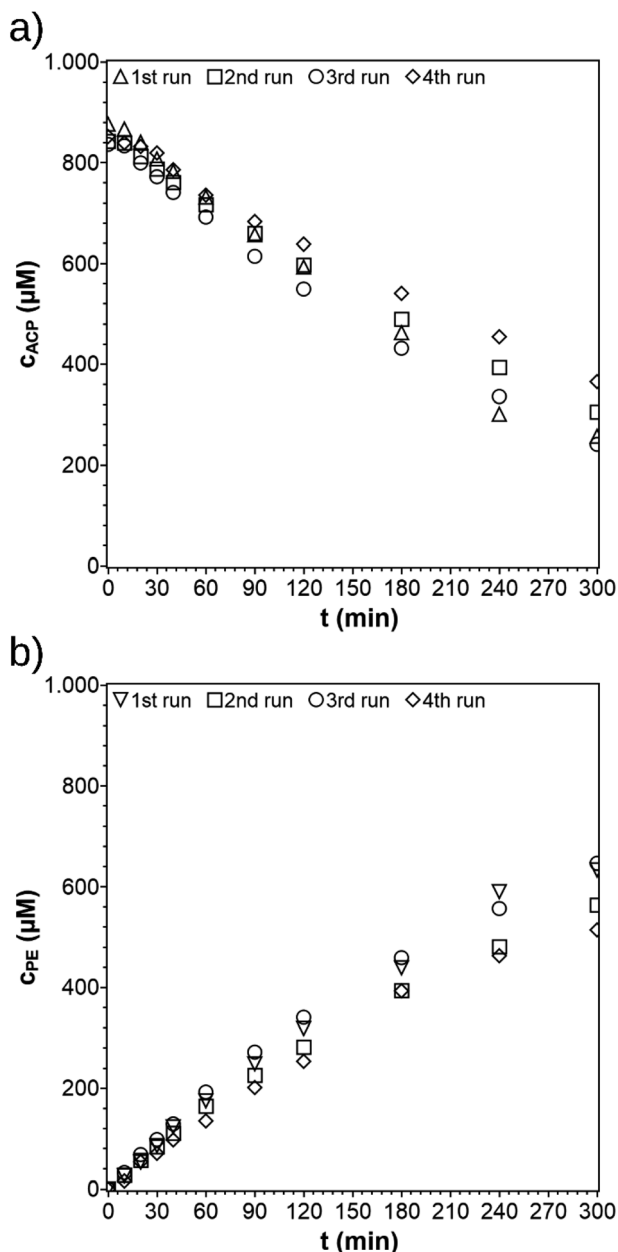 a)
1.000
△1st run □2nd run ○3rd run ◇4th run
800
600
400
200
0
c_ACP (µM)
0 30 60 90 120 150 180 210 240 270 300
t (min)
b)
1.000
▽1st run □2nd run ○3rd run ◇4th run
800
600
400
200
0
c_PE (µM)
0 30 60 90 120 150 180 210 240 270 300
t (min)